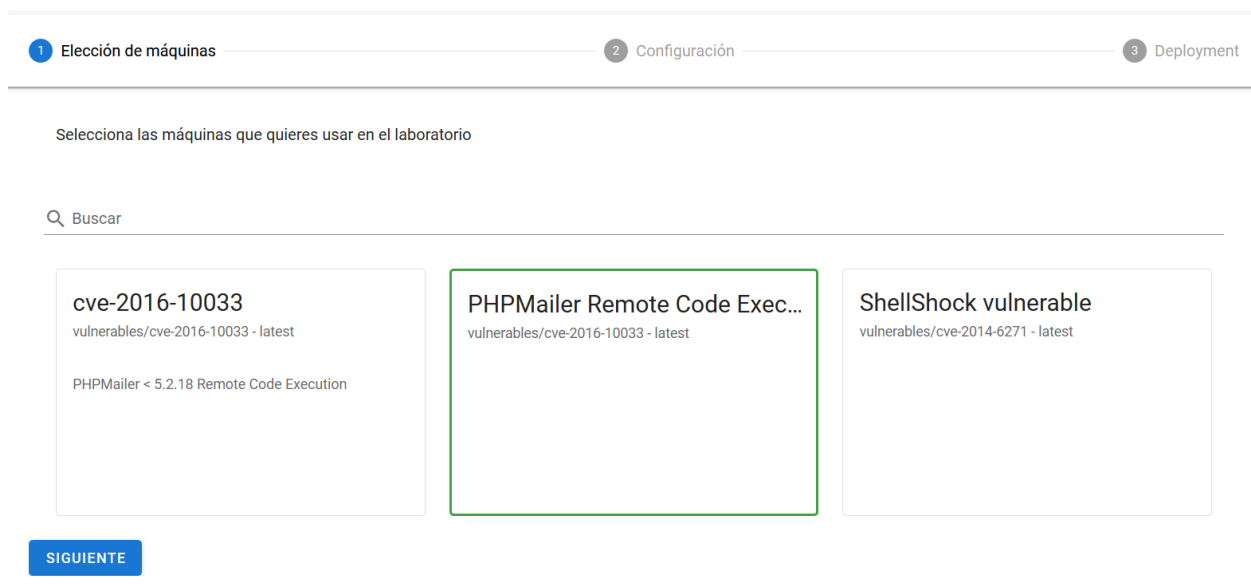 1 Elección de máquinas
2 Configuración
3 Deployment
Selecciona las máquinas que quieres usar en el laboratorio
Buscar
cve-2016-10033
vulnerables/cve-2016-10033 - latest
PHPMailer < 5.2.18 Remote Code Execution
PHPMailer Remote Code Exec...
vulnerables/cve-2016-10033 - latest
ShellShock vulnerable
vulnerables/cve-2014-6271 - latest
SIGUIENTE